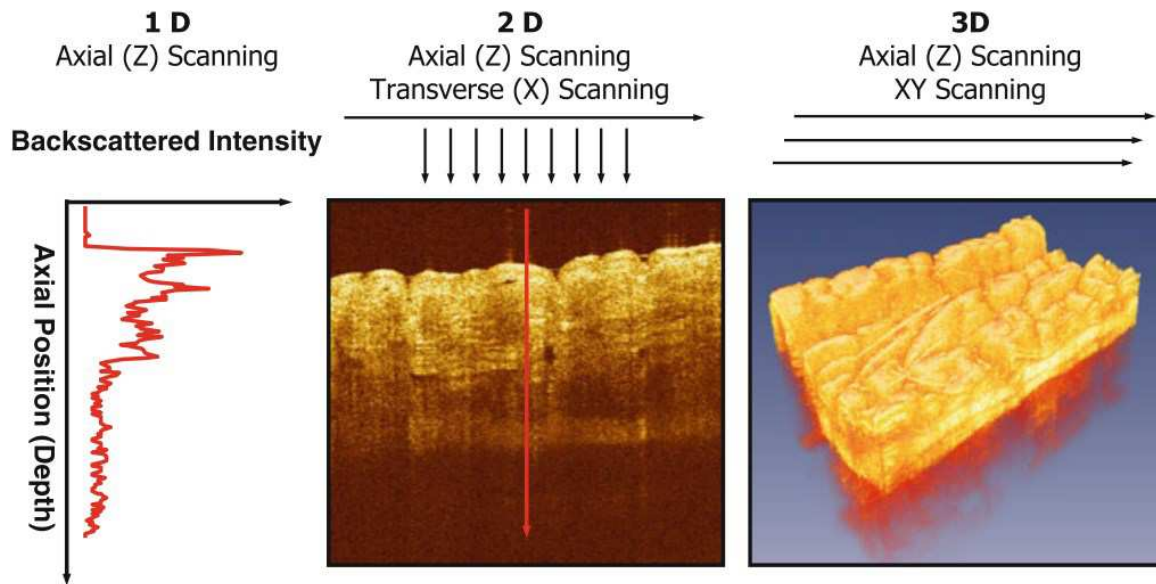 1 D
Axial (Z) Scanning
Backscattered Intensity
Axial Position (Depth)
2 D
Axial (Z) Scanning
Transverse (X) Scanning
3D
Axial (Z) Scanning
XY Scanning